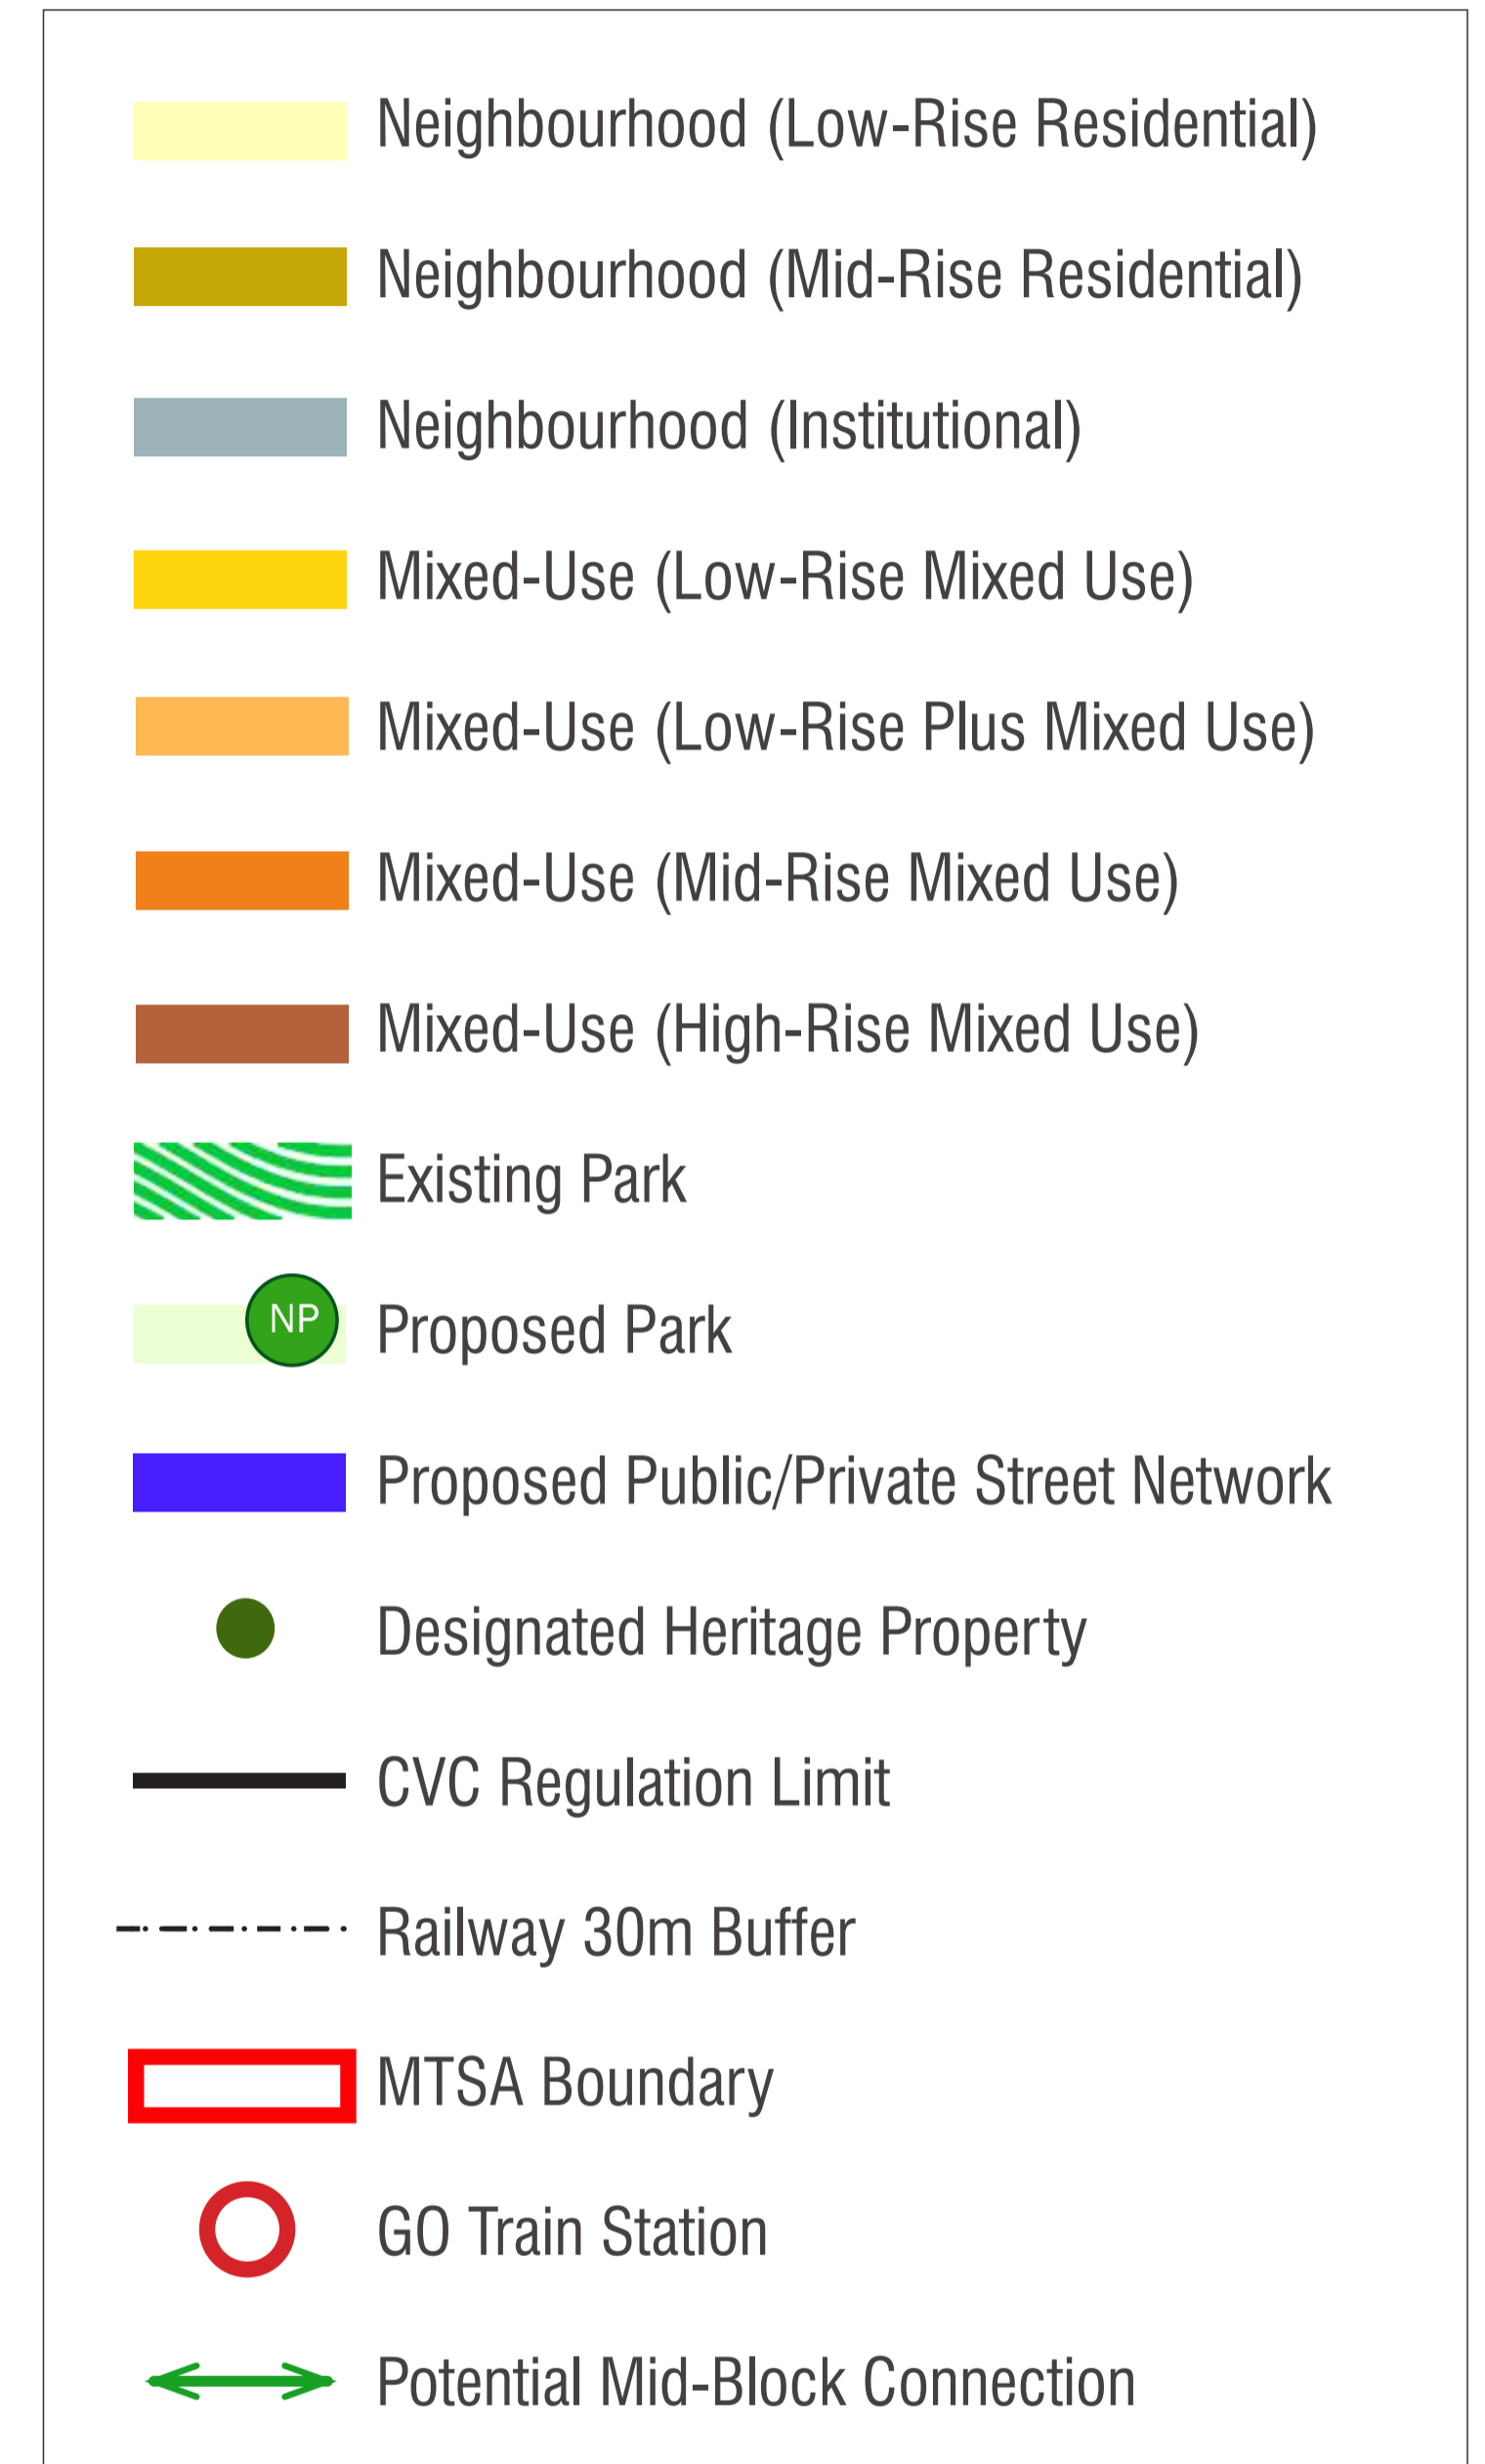 Neighbourhood (Low-Rise Residential)
Neighbourhood (Mid-Rise Residential)
Neighbourhood (Institutional)
Mixed-Use (Low-Rise Mixed Use)
Mixed-Use (Low-Rise Plus Mixed Use)
Mixed-Use (Mid-Rise Mixed Use)
Mixed-Use (High-Rise Mixed Use)
Existing Park
NP Proposed Park
Proposed Public/Private Street Network
Designated Heritage Property
CVC Regulation Limit
Railway 30m Buffer
MTSA Boundary
GO Train Station
Potential Mid-Block Connection